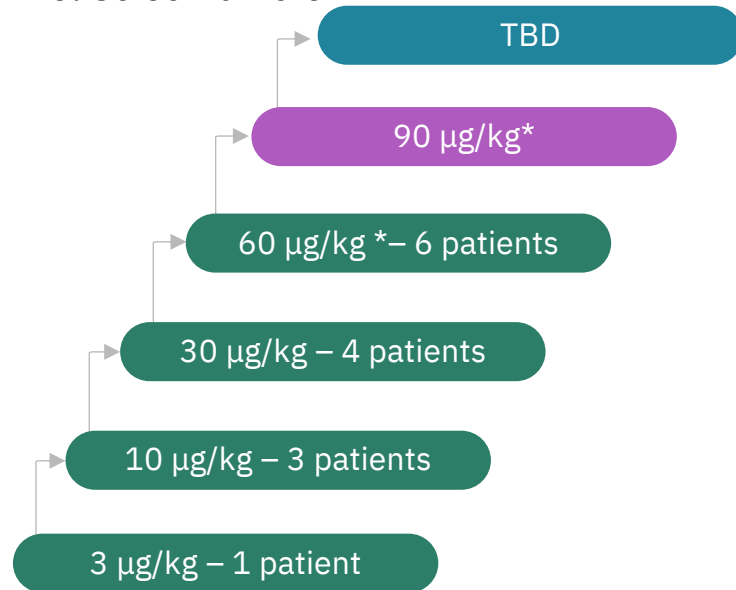 TBD
90 µg/kg*
60 µg/kg *– 6 patients
30 µg/kg – 4 patients
10 µg/kg – 3 patients
3 µg/kg – 1 patient